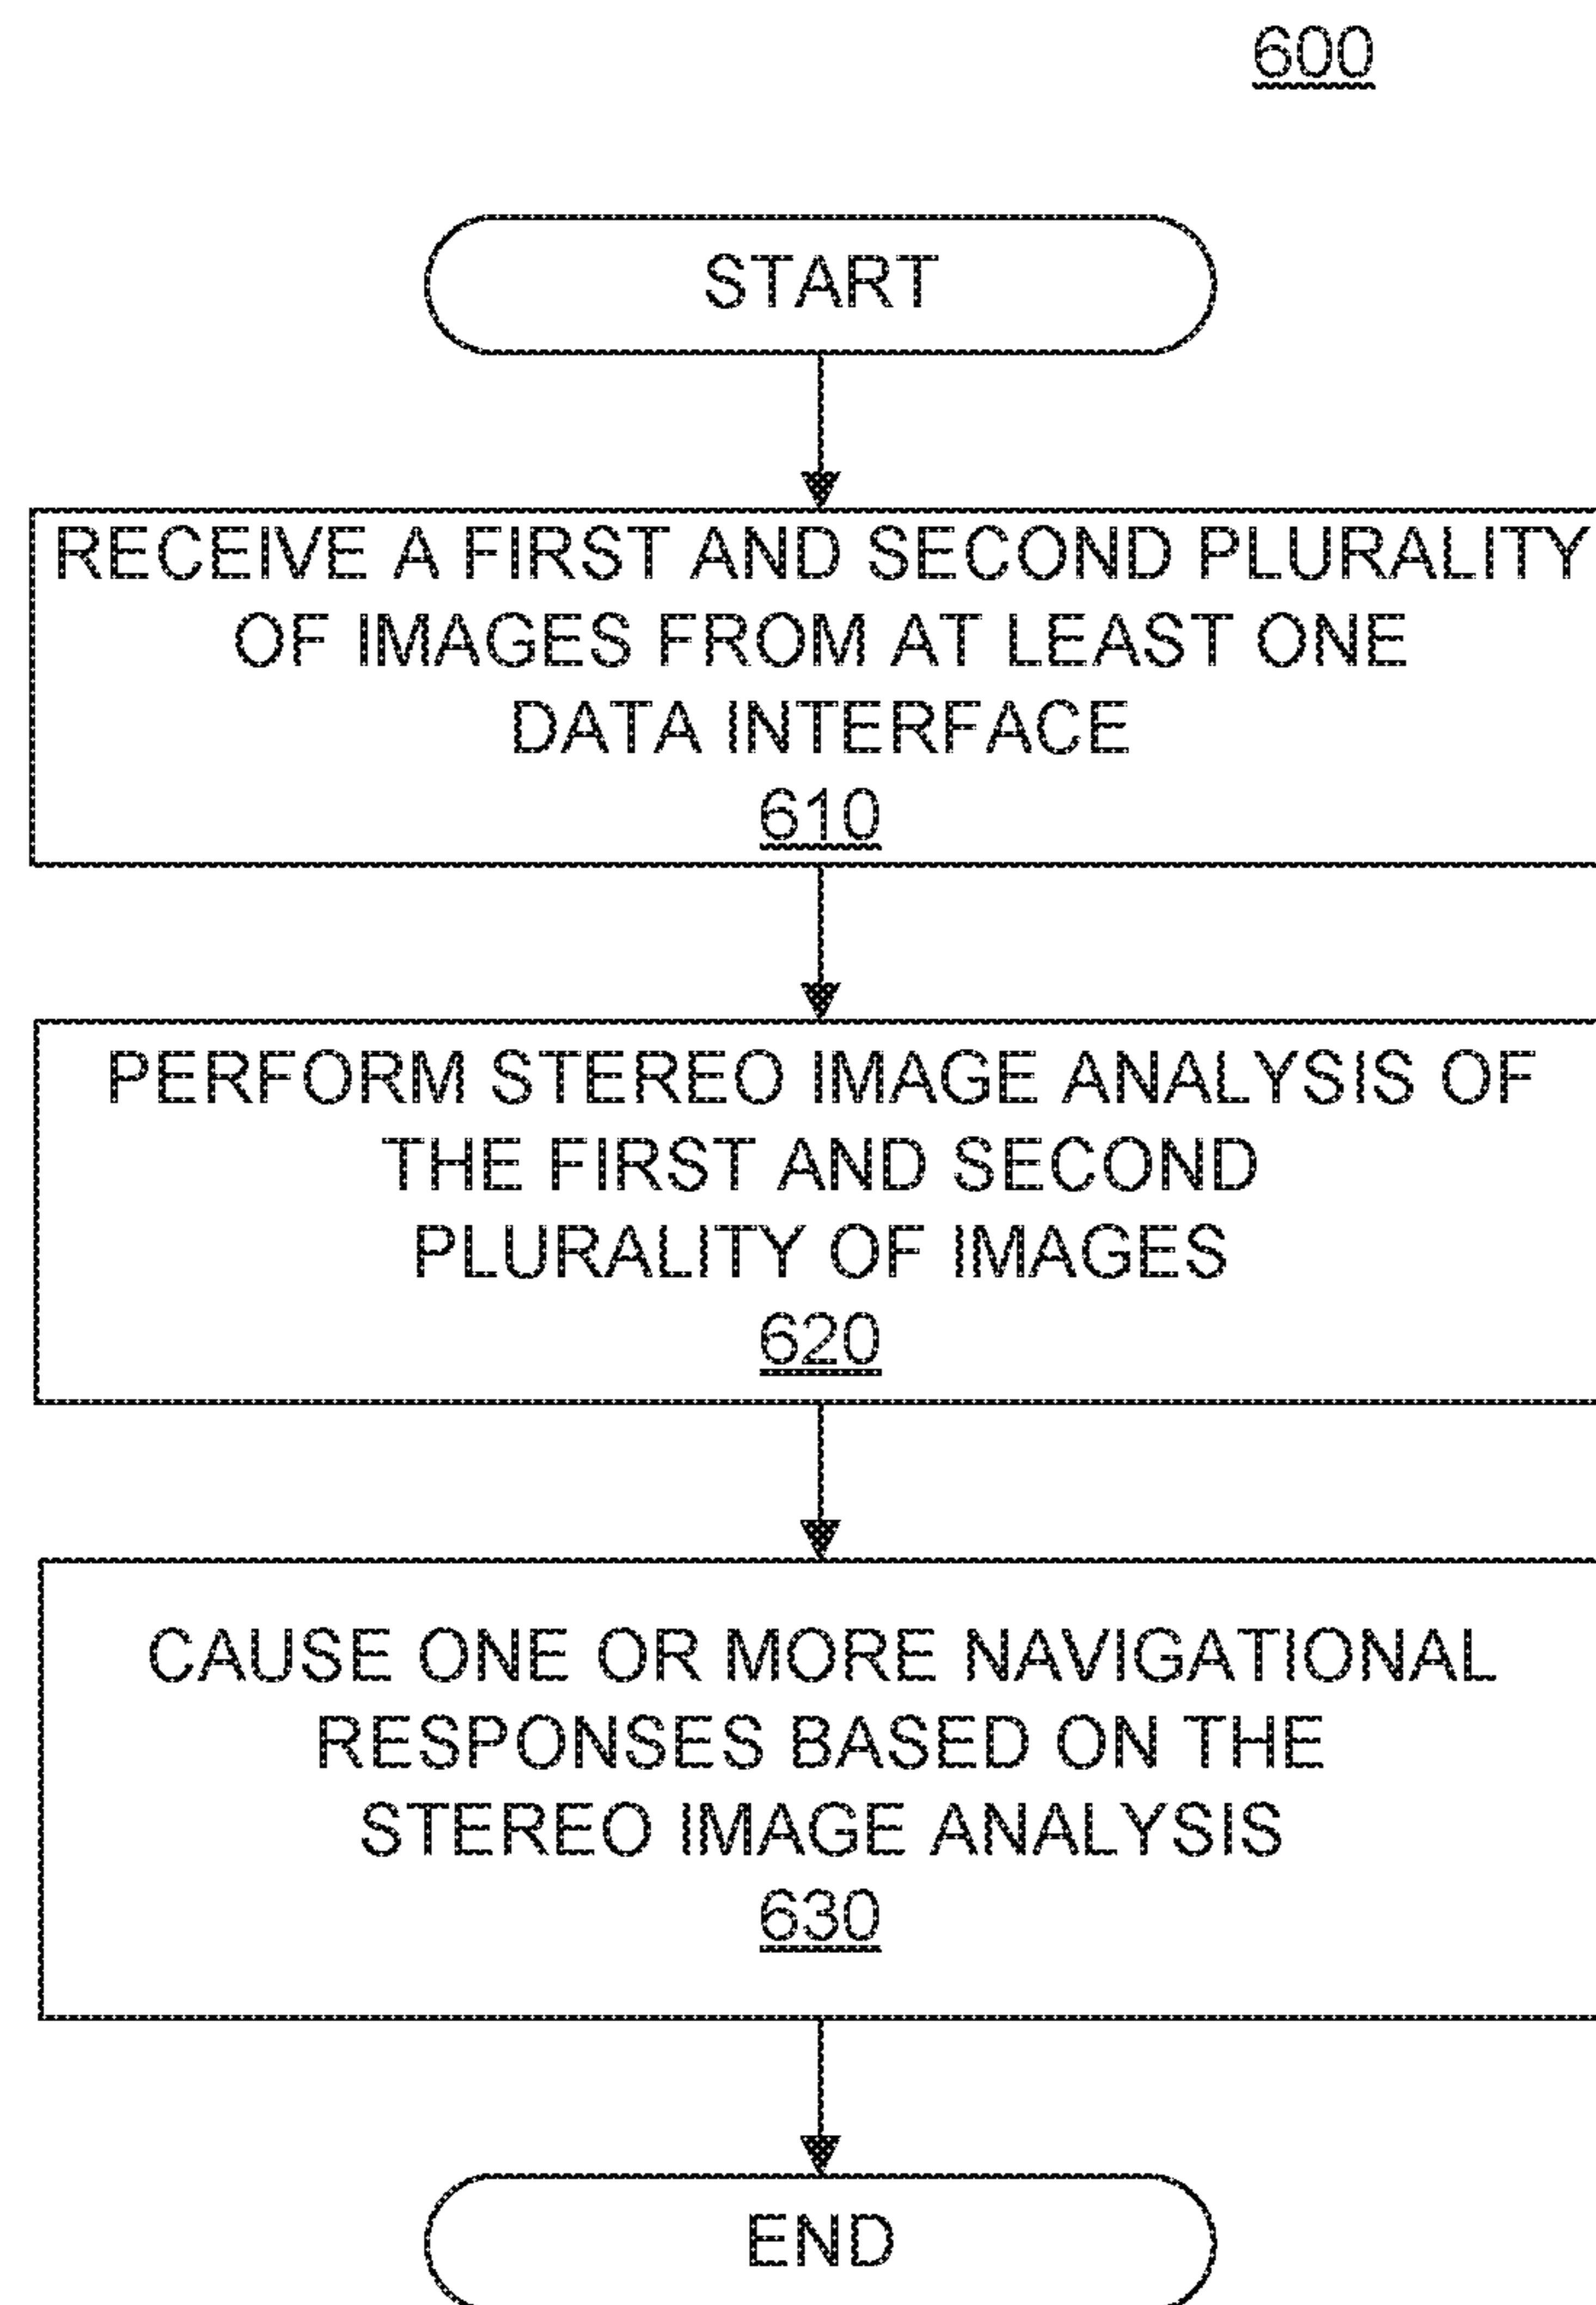 600
START
RECEIVE A FIRST AND SECOND PLURALITY
OF IMAGES FROM AT LEAST ONE
DATA INTERFACE
610
PERFORM STEREO IMAGE ANALYSIS OF
THE FIRST AND SECOND
PLURALITY OF IMAGES
620
CAUSE ONE OR MORE NAVIGATIONAL
RESPONSES BASED ON THE
STEREO IMAGE ANALYSIS
630
END